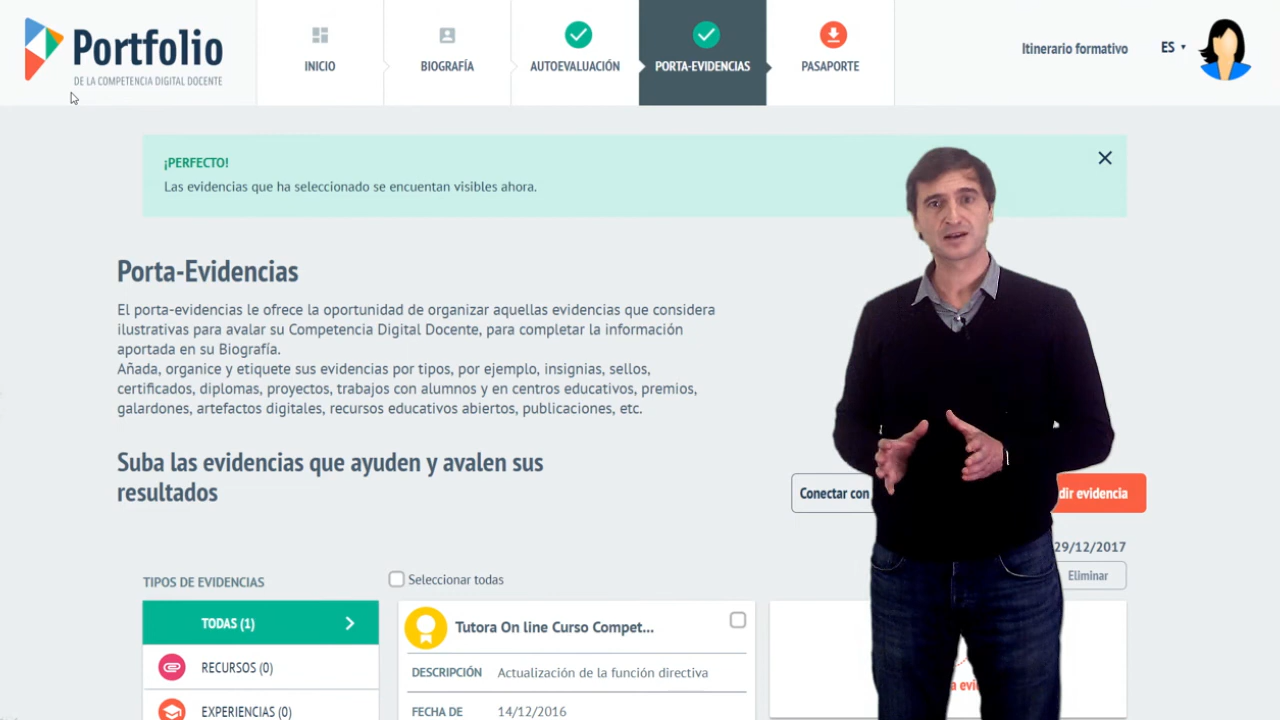 Portfolio
DE LA COMPETENCIA DIGITAL DOCENTE
INICIO
BIOGRAFÍA
AUTOEVALUACIÓN
PORTA-EVIDENCIAS
PASAPORTE
Itinerario formativo
ES
¡PERFECTO!
Las evidencias que ha seleccionado se encuentan visibles ahora.
Porta-Evidencias
El porta-evidencias le ofrece la oportunidad de organizar aquellas evidencias que considera
ilustrativas para avalar su Competencia Digital Docente, para completar la información
aportada en su Biografía.
Añada, organice y etiquete sus evidencias por tipos, por ejemplo, insignias, sellos,
certificados, diplomas, proyectos, trabajos con alumnos y en centros educativos, premios,
galardones, artefactos digitales, recursos educativos abiertos, publicaciones, etc.
Suba las evidencias que ayuden y avalen sus
resultados
Conectar con
dir evidencia
29/12/2017
TIPOS DE EVIDENCIAS
Seleccionar todas
Eliminar
TODAS (1)
Tutora On line Curso Compet...
RECURSOS (0)
DESCRIPCIÓN Actualización de la función directiva
EXPERIENCIAS (0)
FECHA DE 14/12/2016